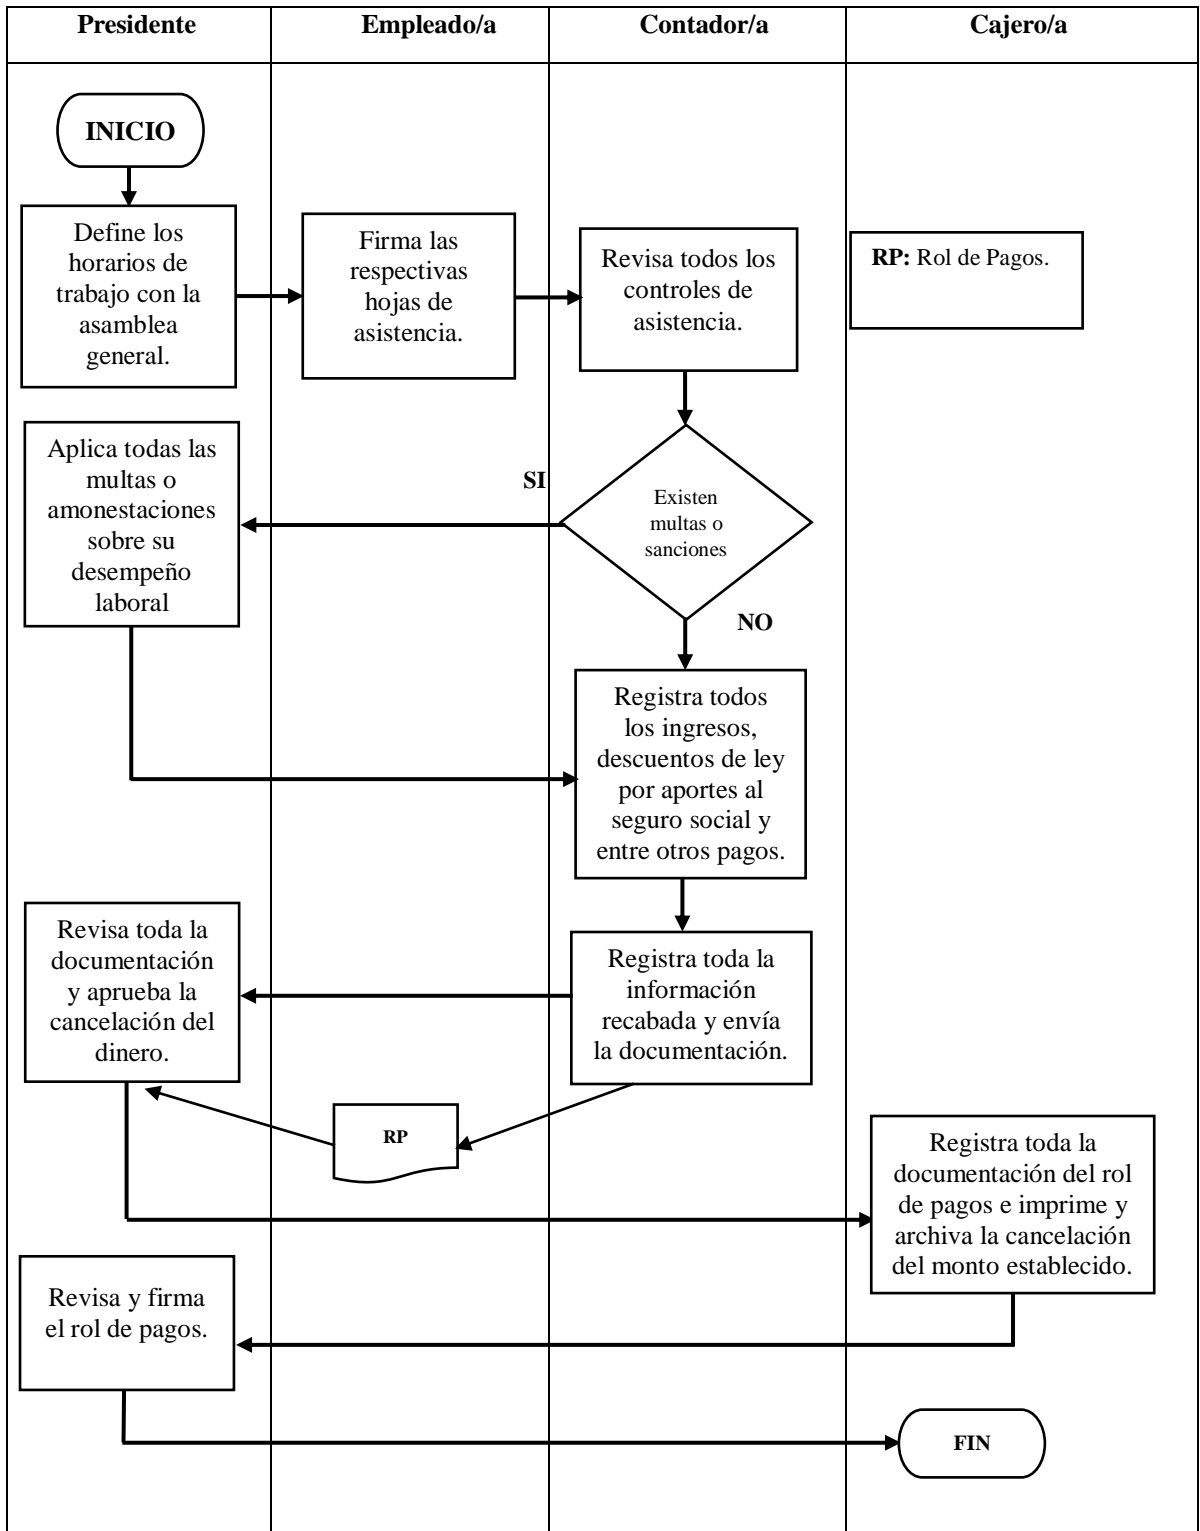 Presidente
Empleado/a
Contador/a
Cajero/a
INICIO
Define los
horarios de
trabajo con la
asamblea
general.
Firma las
respectivas
hojas de
asistencia.
Revisa todos los
controles de
asistencia.
RP: Rol de Pagos.
Aplica todas las
multas o
amonestaciones
sobre su
desempeño
laboral
SI
Existen
multas o
sanciones
NO
Registra todos
los ingresos,
descuentos de ley
por aportes al
seguro social y
entre otros pagos.
Revisa toda la
documentación
y aprueba la
cancelación del
dinero.
Registra toda la
información
recabada y envía
la documentación.
RP
Registra toda la
documentación del rol
de pagos e imprime y
archiva la cancelación
del monto establecido.
Revisa y firma
el rol de pagos.
FIN